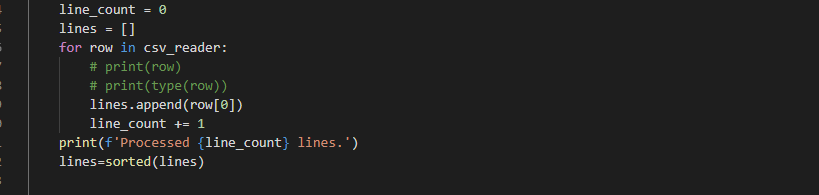 line_count = 0
lines = []
for row in csv_reader:
    # print(row)
    # print(type(row))
    lines.append(row[0])
    line_count += 1
print(f'Processed {line_count} lines.')
lines=sorted(lines)